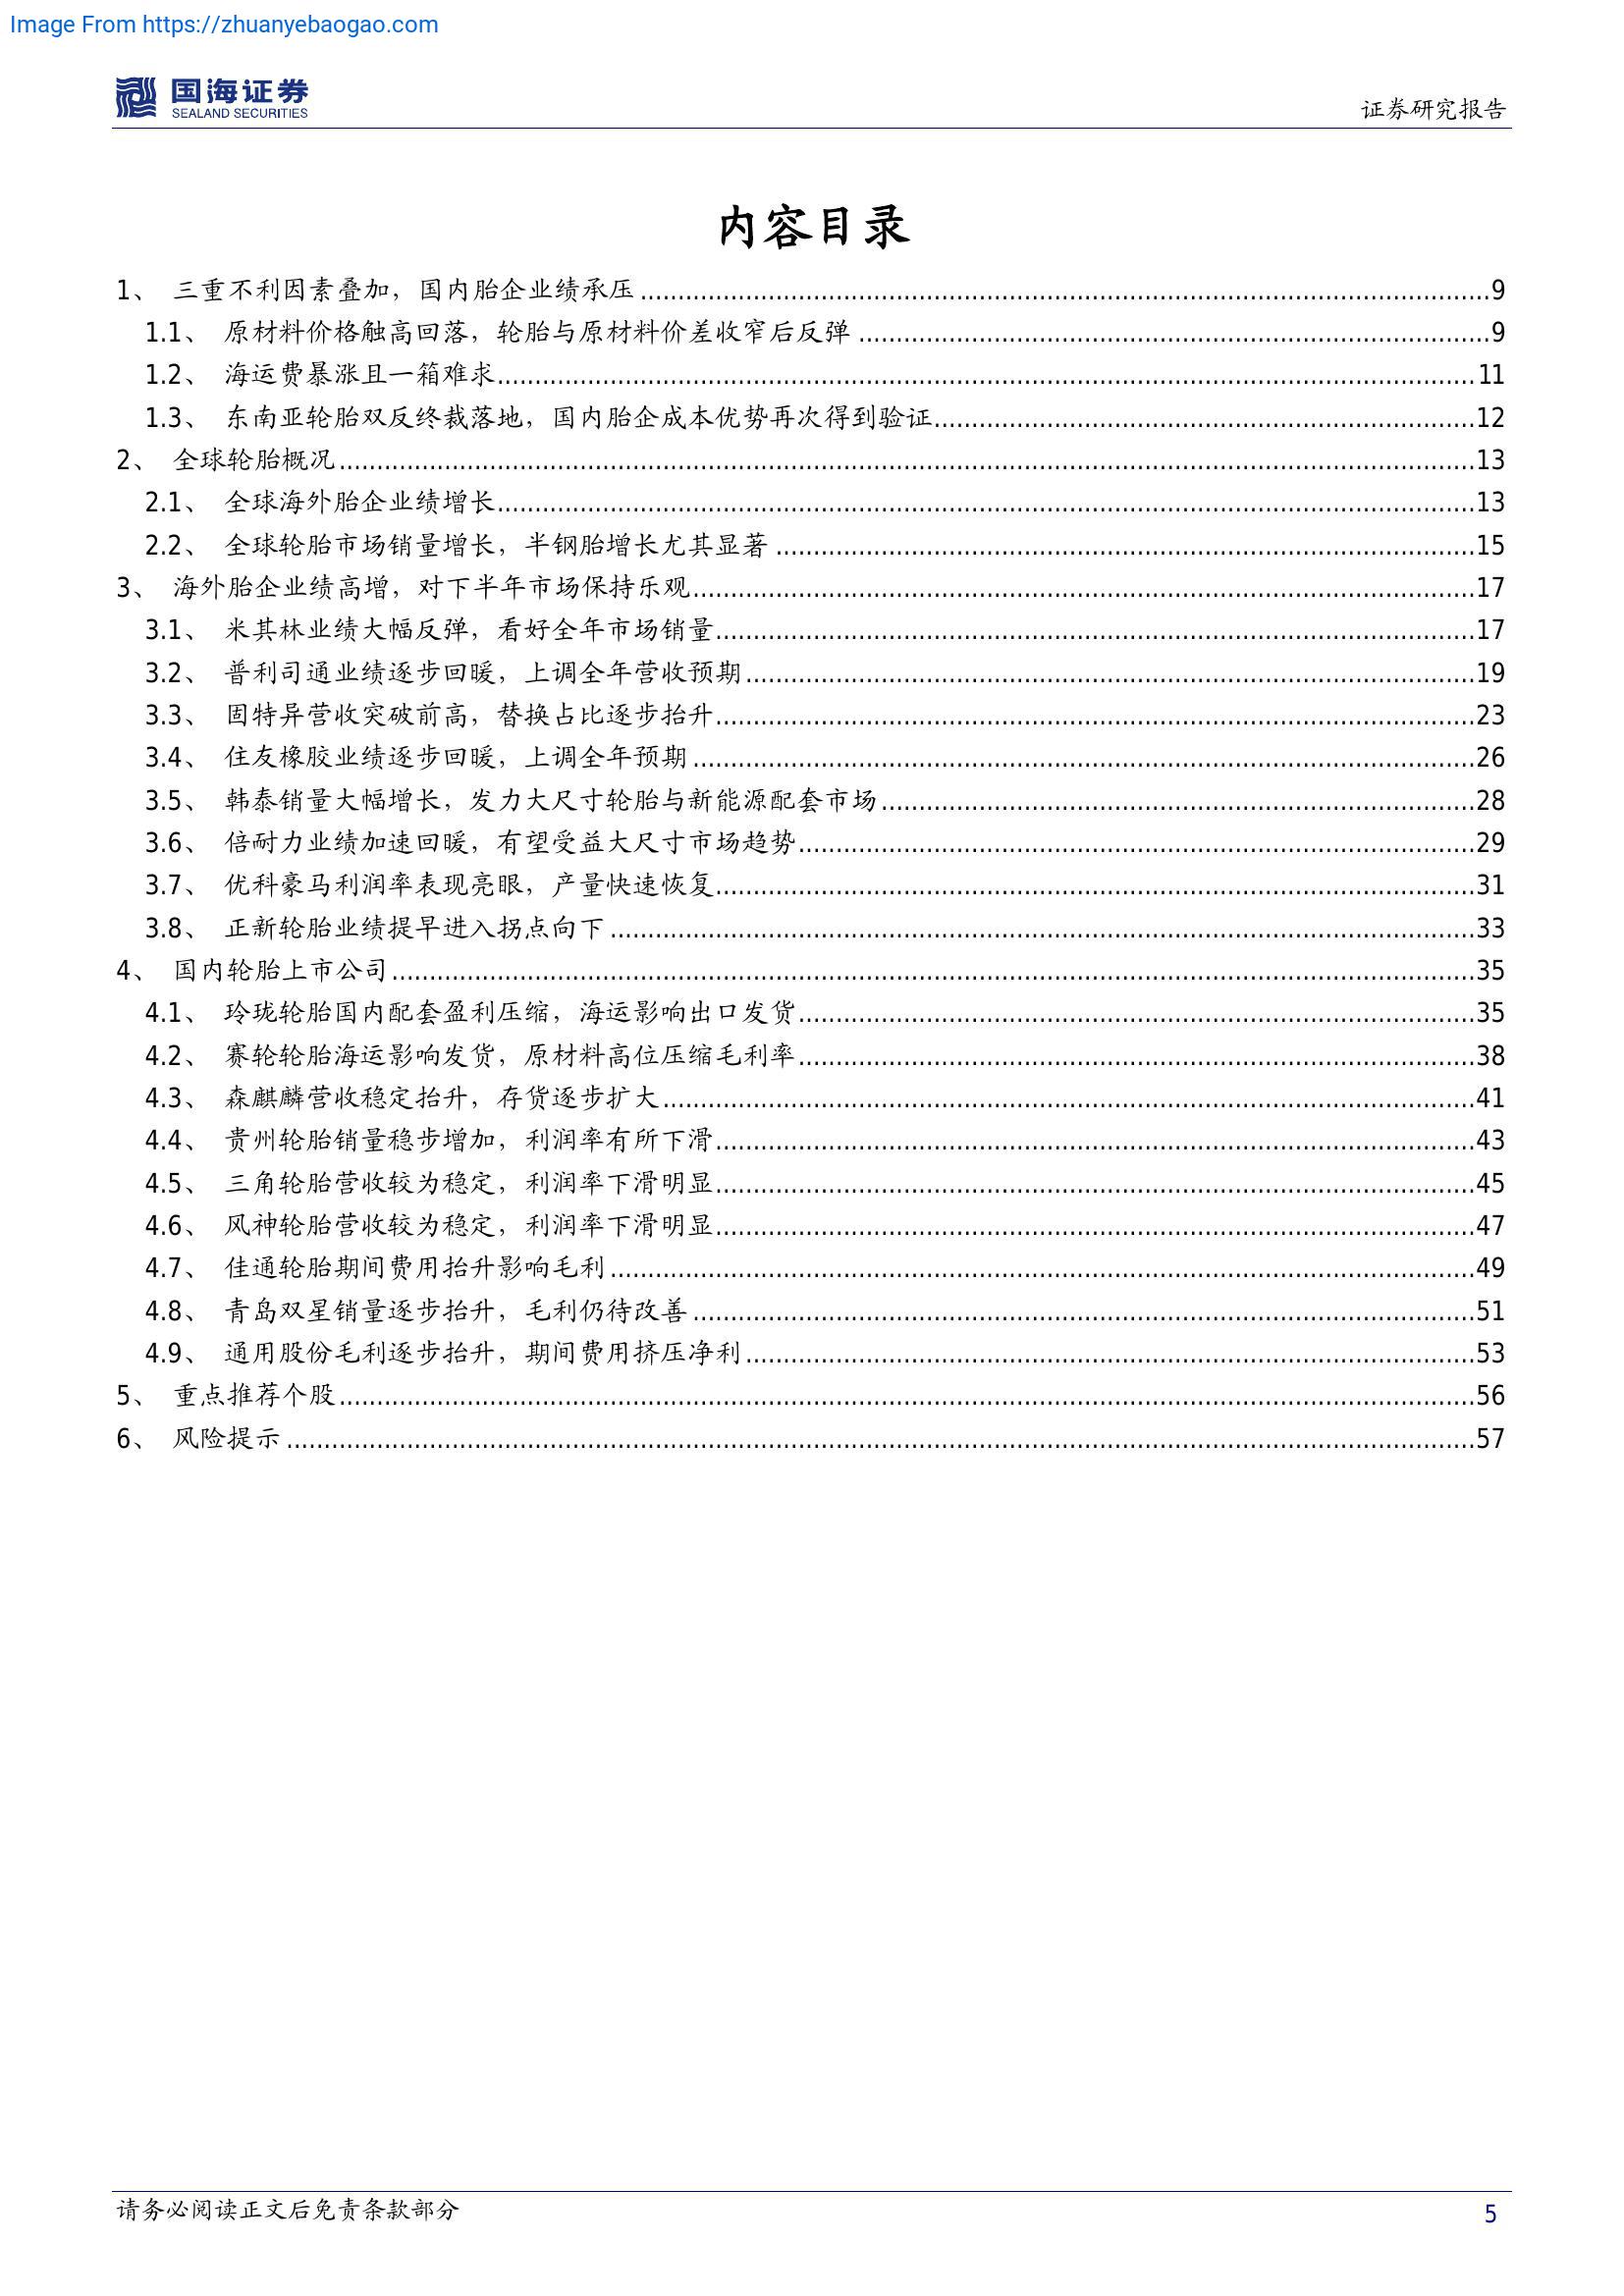 Image From https://zhuanyebaogao.com
国海证券
SEALAND SECURITIES
证券研究报告
内容目录
1、 三重不利因素叠加，国内胎企业绩承压 9
1.1、 原材料价格触高回落，轮胎与原材料价差收窄后反弹 9
1.2、 海运费暴涨且一箱难求 11
1.3、 东南亚轮胎双反终裁落地，国内胎企成本优势再次得到验证 12
2、 全球轮胎概况 13
2.1、 全球海外胎企业绩增长 13
2.2、 全球轮胎市场销量增长，半钢胎增长尤其显著 15
3、 海外胎企业绩高增，对下半年市场保持乐观 17
3.1、 米其林业绩大幅反弹，看好全年市场销量 17
3.2、 普利司通业绩逐步回暖，上调全年营收预期 19
3.3、 固特异营收突破前高，替换占比逐步抬升 23
3.4、 住友橡胶业绩逐步回暖，上调全年预期 26
3.5、 韩泰销量大幅增长，发力大尺寸轮胎与新能源配套市场 28
3.6、 倍耐力业绩加速回暖，有望受益大尺寸市场趋势 29
3.7、 优科豪马利润率表现亮眼，产量快速恢复 31
3.8、 正新轮胎业绩提早进入拐点向下 33
4、 国内轮胎上市公司 35
4.1、 玲珑轮胎国内配套盈利压缩，海运影响出口发货 35
4.2、 赛轮轮胎海运影响发货，原材料高位压缩毛利率 38
4.3、 森麒麟营收稳定抬升，存货逐步扩大 41
4.4、 贵州轮胎销量稳步增加，利润率有所下滑 43
4.5、 三角轮胎营收较为稳定，利润率下滑明显 45
4.6、 风神轮胎营收较为稳定，利润率下滑明显 47
4.7、 佳通轮胎期间费用抬升影响毛利 49
4.8、 青岛双星销量逐步抬升，毛利仍待改善 51
4.9、 通用股份毛利逐步抬升，期间费用挤压净利 53
5、 重点推荐个股 56
6、 风险提示 57
请务必阅读正文后免责条款部分
5